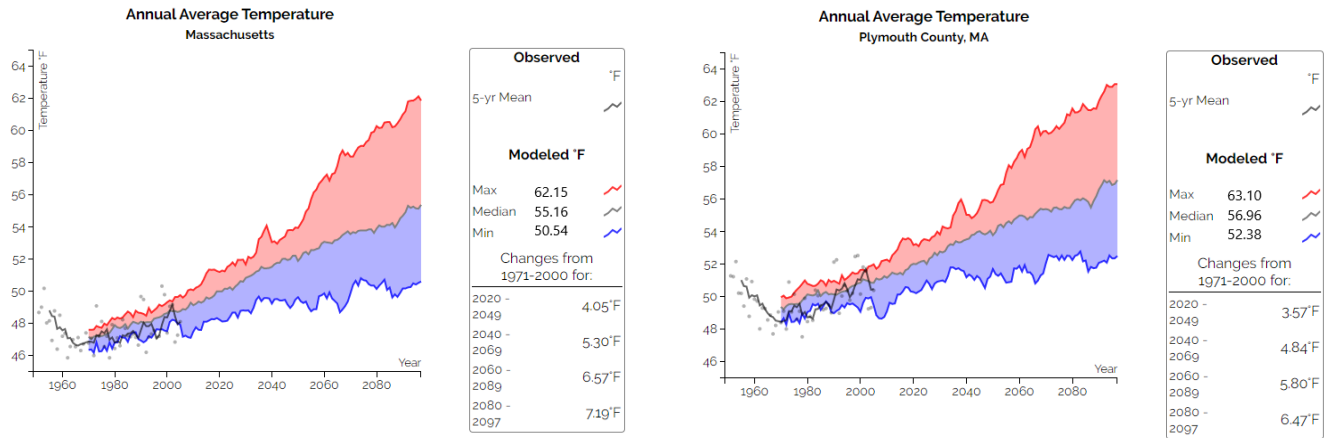 Annual Average Temperature
Massachusetts
Temperature °F
64
62
60
58
56
54
52
50
48
46
1960
1980
2000
2020
2040
2060
2080
Year
Observed
°F
5-yr Mean
Modeled °F
Max 62.15
Median 55.16
Min 50.54
Changes from
1971-2000 for:
2020 -
2049
4.05°F
2040 -
2069
5.30°F
2060 -
2089
6.57°F
2080 -
2097
7.19°F
Annual Average Temperature
Plymouth County, MA
Temperature °F
64
62
60
58
56
54
52
50
48
46
1960
1980
2000
2020
2040
2060
2080
Year
Observed
°F
5-yr Mean
Modeled °F
Max 63.10
Median 56.96
Min 52.38
Changes from
1971-2000 for:
2020 -
2049
3.57°F
2040 -
2069
4.84°F
2060 -
2089
5.80°F
2080 -
2097
6.47°F